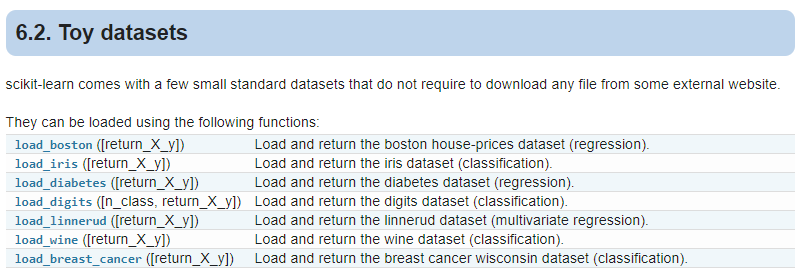 6.2. Toy datasets
scikit-learn comes with a few small standard datasets that do not require to download any file from some external website.
They can be loaded using the following functions:
load_boston ([return_X_y]) Load and return the boston house-prices dataset (regression).
load_iris ([return_X_y]) Load and return the iris dataset (classification).
load_diabetes ([return_X_y]) Load and return the diabetes dataset (regression).
load_digits ([n_class, return_X_y]) Load and return the digits dataset (classification).
load_linnerud ([return_X_y]) Load and return the linnerud dataset (multivariate regression).
load_wine ([return_X_y]) Load and return the wine dataset (classification).
load_breast_cancer ([return_X_y]) Load and return the breast cancer wisconsin dataset (classification).